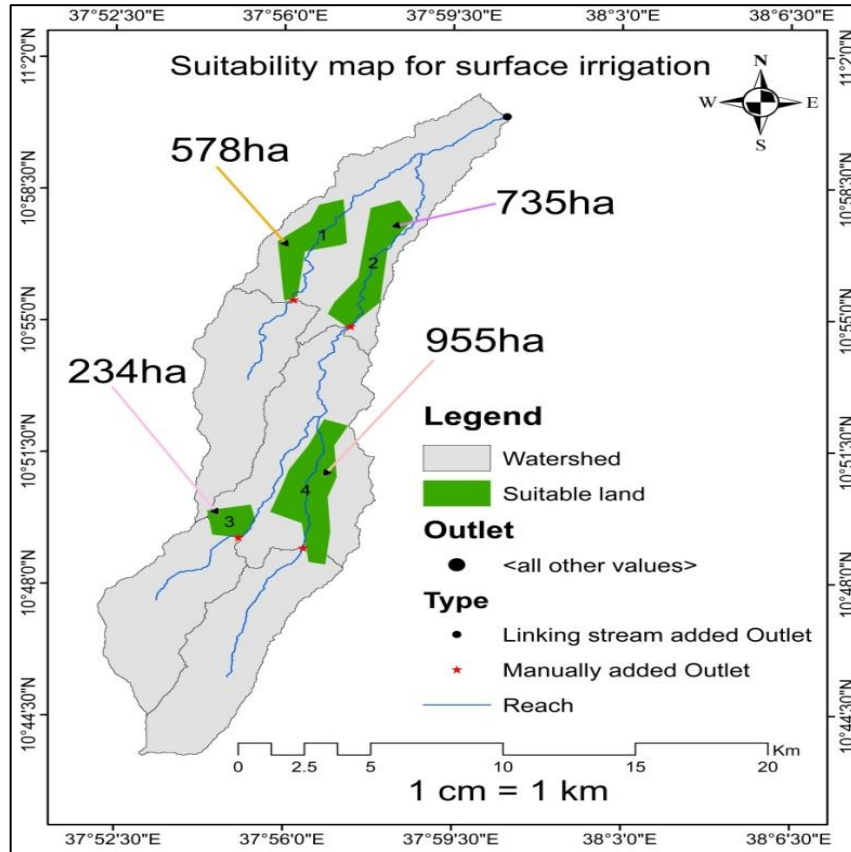 37°52'30"E 37°56'0"E 37°59'30"E 38°3'0"E 38°6'30"E
11°2'0"N
11°2'0"N
Suitability map for surface irrigation
N
W E
S
578ha
10°58'30"N
10°58'30"N
735ha
1
2
10°55'0"N
10°55'0"N
955ha
234ha
Legend
Watershed
10°51'30"N
10°51'30"N
Suitable land
4
3
Outlet
<all other values>
10°48'0"N
10°48'0"N
Type
Linking stream added Outlet
Manually added Outlet
Reach
10°44'30"N
10°44'30"N
Km
0 2.5 5 10 15 20
1 cm = 1 km
37°52'30"E 37°56'0"E 37°59'30"E 38°3'0"E 38°6'30"E